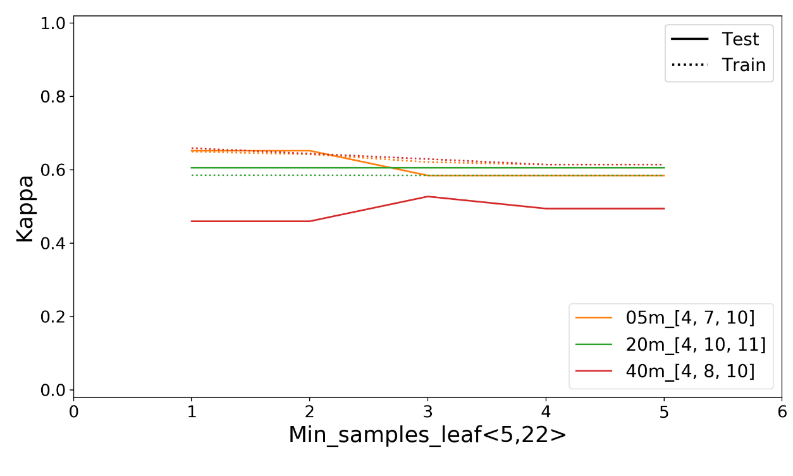 1.0
0.8
0.6
0.4
0.2
0.0
Kappa
0 1 2 3 4 5 6
Min_samples_leaf<5,22>
Test
Train
05m_[4, 7, 10]
20m_[4, 10, 11]
40m_[4, 8, 10]